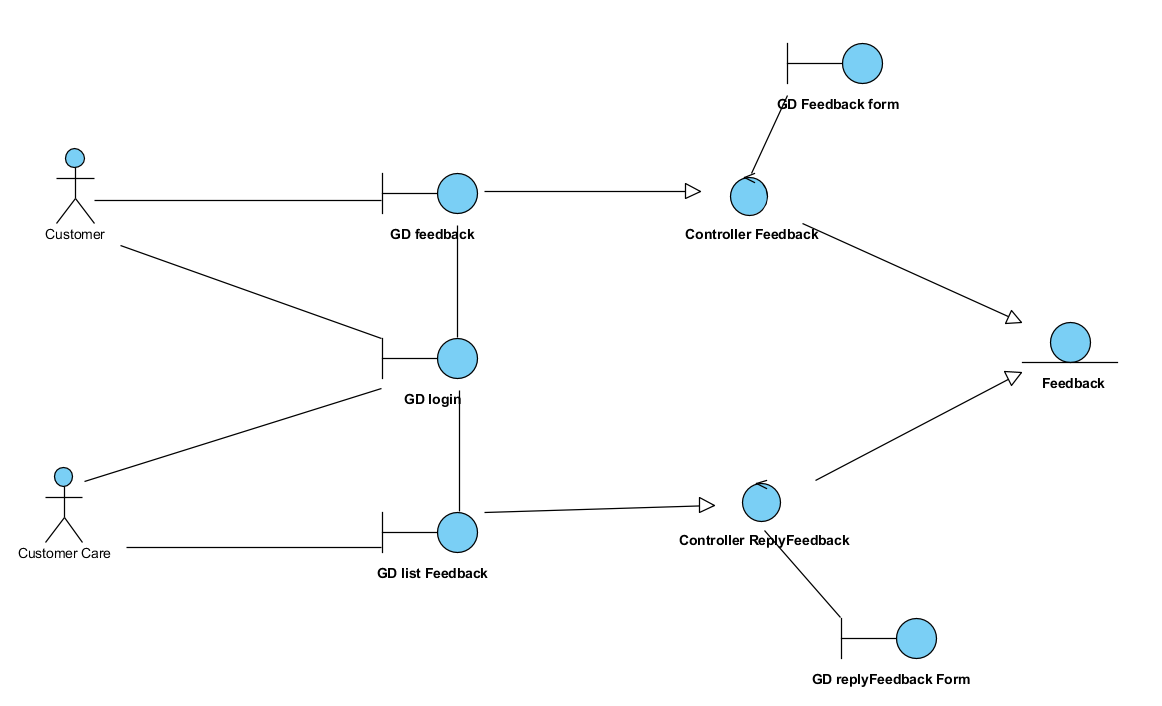 GD Feedback form
Customer
GD feedback
Controller Feedback
Feedback
GD login
Customer Care
GD list Feedback
Controller ReplyFeedback
GD replyFeedback Form